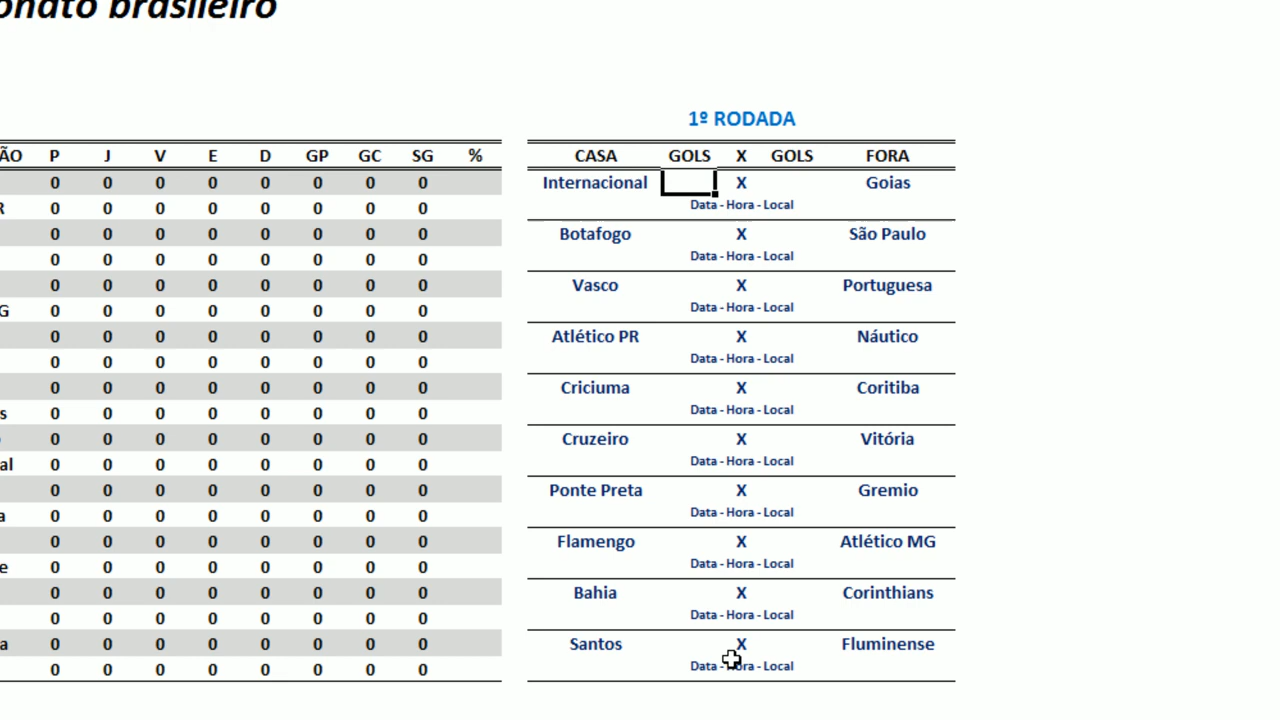 onato brasileiro
1º RODADA
ÃO P J V E D GP GC SG %
CASA GOLS X GOLS FORA
0 0 0 0 0 0 0 0
Internacional X Goias
Data - Hora - Local
R 0 0 0 0 0 0 0 0
0 0 0 0 0 0 0 0
Botafogo X São Paulo
Data - Hora - Local
0 0 0 0 0 0 0 0
0 0 0 0 0 0 0 0
Vasco X Portuguesa
Data - Hora - Local
G 0 0 0 0 0 0 0 0
0 0 0 0 0 0 0 0
Atlético PR X Náutico
Data - Hora - Local
0 0 0 0 0 0 0 0
0 0 0 0 0 0 0 0
Criciuma X Coritiba
Data - Hora - Local
s 0 0 0 0 0 0 0 0
o 0 0 0 0 0 0 0 0
Cruzeiro X Vitória
Data - Hora - Local
al 0 0 0 0 0 0 0 0
0 0 0 0 0 0 0 0
Ponte Preta X Gremio
Data - Hora - Local
a 0 0 0 0 0 0 0 0
0 0 0 0 0 0 0 0
Flamengo X Atlético MG
Data - Hora - Local
e 0 0 0 0 0 0 0 0
0 0 0 0 0 0 0 0
Bahia X Corinthians
Data - Hora - Local
0 0 0 0 0 0 0 0
a 0 0 0 0 0 0 0 0
Santos X Fluminense
Data - Hora - Local
0 0 0 0 0 0 0 0